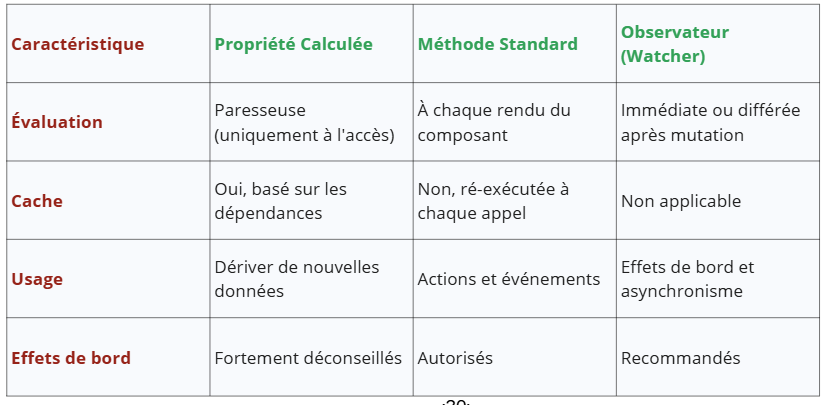 Caractéristique
Propriété Calculée
Méthode Standard
Observateur
(Watcher)
Évaluation
Paresseuse
(uniquement à l'accès)
À chaque rendu du
composant
Immédiate ou différée
après mutation
Cache
Oui, basé sur les
dépendances
Non, ré-exécutée à
chaque appel
Non applicable
Usage
Dériver de nouvelles
données
Actions et événements
Effets de bord et
asynchronisme
Effets de bord
Fortement déconseillés
Autorisés
Recommandés